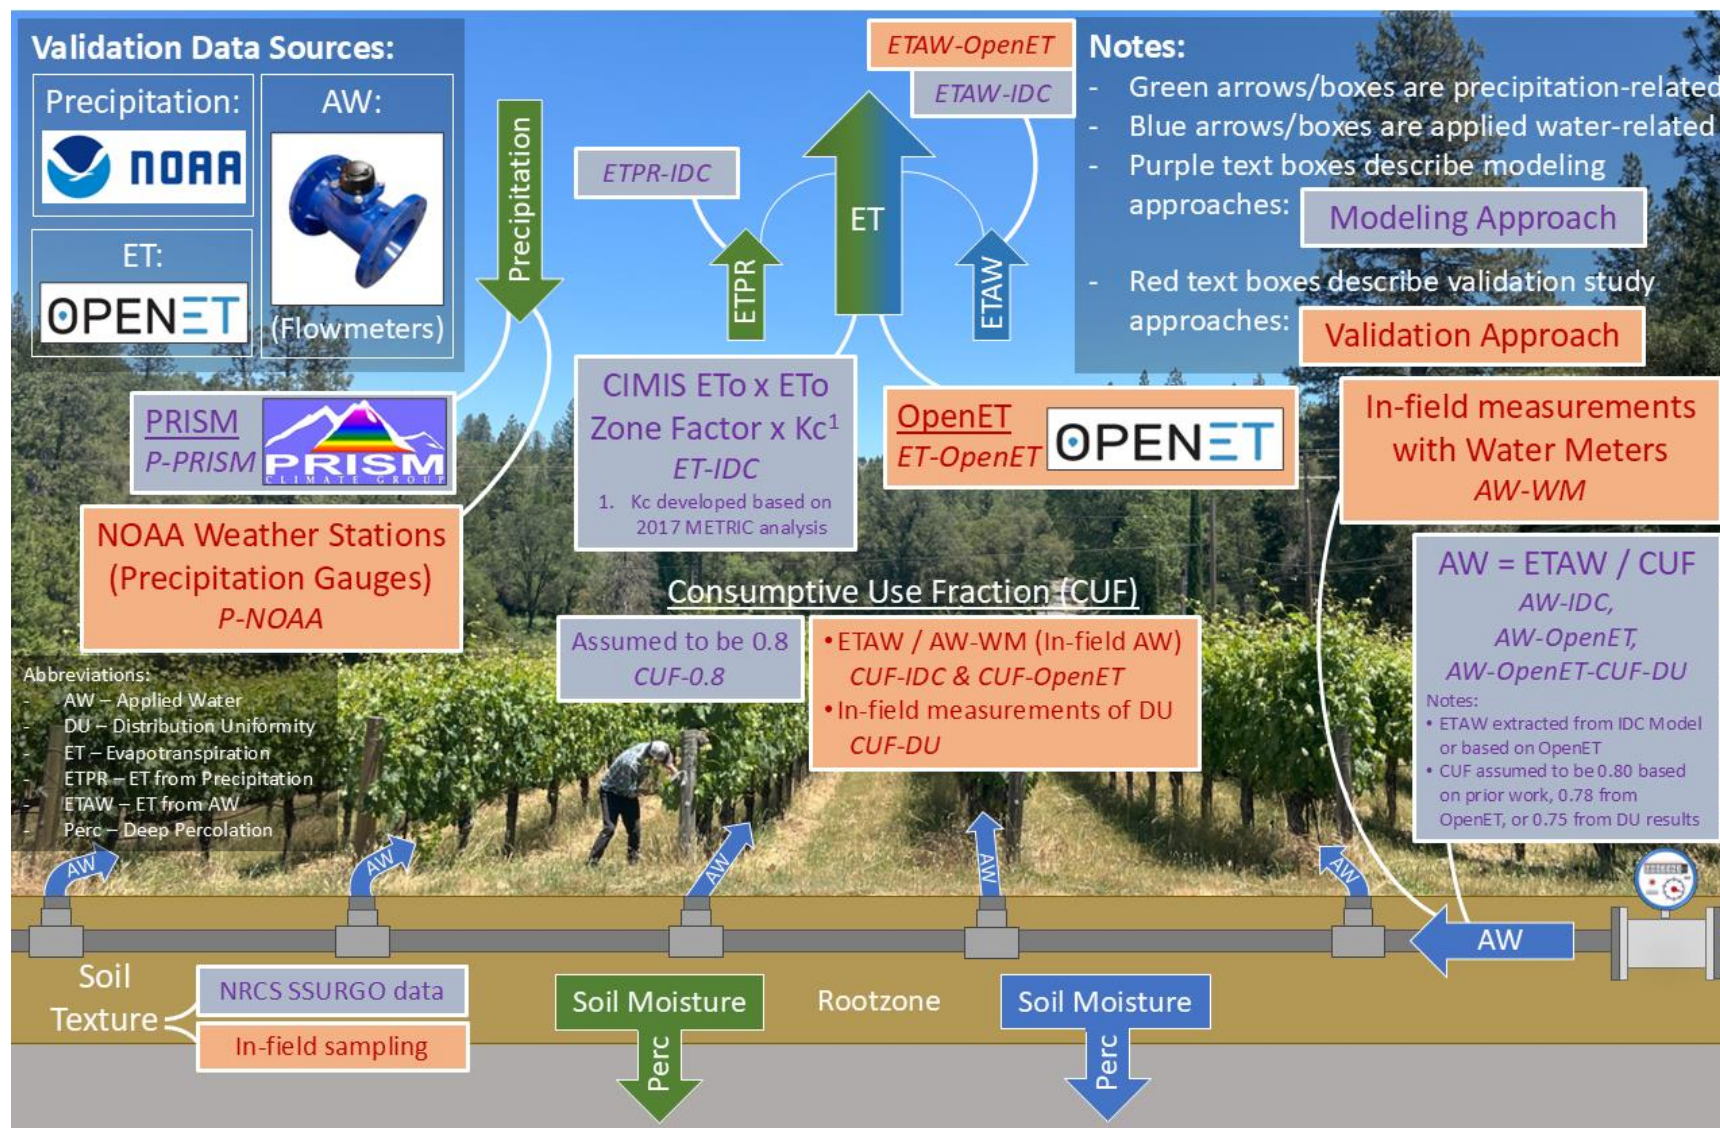 Validation Data Sources:
Precipitation:
NOAA
AW:
(Flowmeters)
ET:
OPENET
Precipitation
ETPR-IDC
ETPR
ET
ETAW
ETAW-OpenET
ETAW-IDC
Notes:
- Green arrows/boxes are precipitation-related
- Blue arrows/boxes are applied water-related
- Purple text boxes describe modeling
approaches:
Modeling Approach
- Red text boxes describe validation study
approaches:
Validation Approach
PRISM
P-PRISM
PRISM
CLIMATE GROUP
NOAA Weather Stations
(Precipitation Gauges)
P-NOAA
CIMIS ETo x ETo
Zone Factor x Kc¹
ET-IDC
1. Kc developed based on
2017 METRIC analysis
OpenET
ET-OpenET
OPENET
In-field measurements
with Water Meters
AW-WM
AW = ETAW / CUF
AW-IDC,
AW-OpenET,
AW-OpenET-CUF-DU
Notes:
• ETAW extracted from IDC Model
or based on OpenET
• CUF assumed to be 0.80 based
on prior work, 0.78 from
OpenET, or 0.75 from DU results
Consumptive Use Fraction (CUF)
Assumed to be 0.8
CUF-0.8
• ETAW / AW-WM (In-field AW)
CUF-IDC & CUF-OpenET
• In-field measurements of DU
CUF-DU
Abbreviations:
- AW – Applied Water
- DU – Distribution Uniformity
- ET – Evapotranspiration
- ETPR – ET from Precipitation
- ETAW – ET from AW
- Perc – Deep Percolation
AW
AW
AW
AW
AW
AW
Soil
Texture
NRCS SSURGO data
In-field sampling
Soil Moisture
Perc
Rootzone
Soil Moisture
Perc